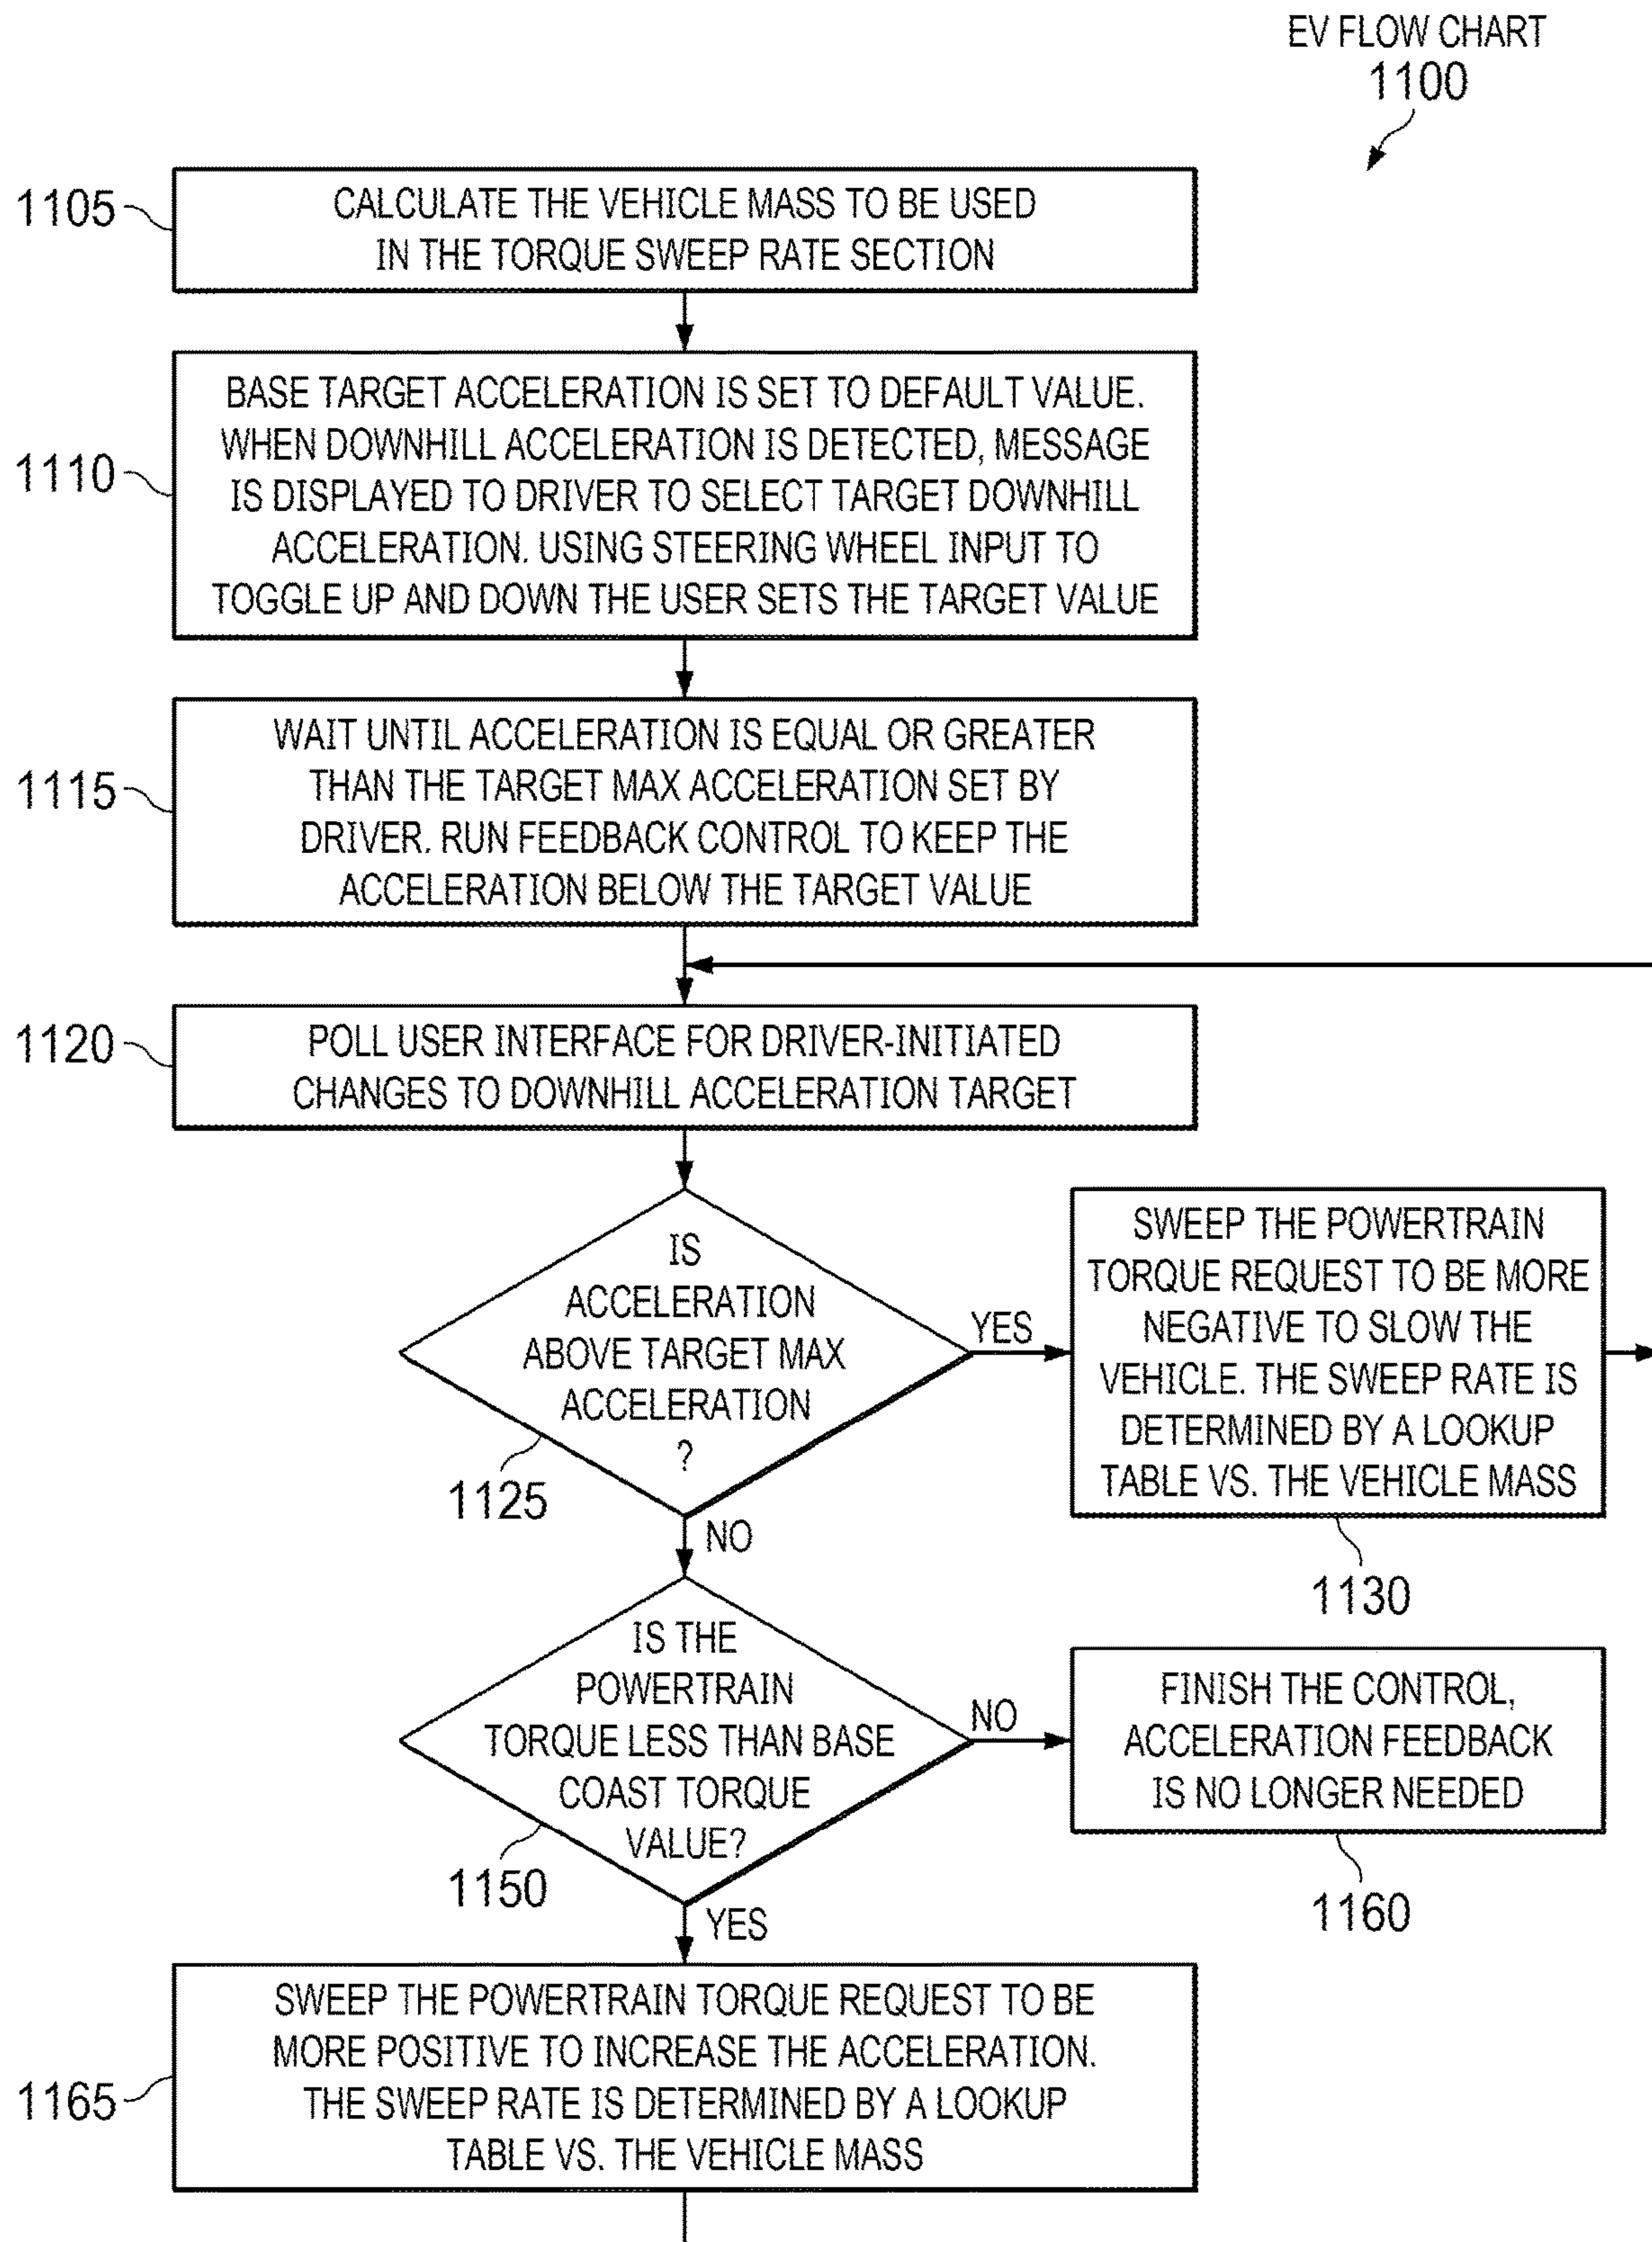 EV FLOW CHART
1100
1105
CALCULATE THE VEHICLE MASS TO BE USED
IN THE TORQUE SWEEP RATE SECTION
1110
BASE TARGET ACCELERATION IS SET TO DEFAULT VALUE.
WHEN DOWNHILL ACCELERATION IS DETECTED, MESSAGE
IS DISPLAYED TO DRIVER TO SELECT TARGET DOWNHILL
ACCELERATION. USING STEERING WHEEL INPUT TO
TOGGLE UP AND DOWN THE USER SETS THE TARGET VALUE
1115
WAIT UNTIL ACCELERATION IS EQUAL OR GREATER
THAN THE TARGET MAX ACCELERATION SET BY
DRIVER. RUN FEEDBACK CONTROL TO KEEP THE
ACCELERATION BELOW THE TARGET VALUE
1120
POLL USER INTERFACE FOR DRIVER-INITIATED
CHANGES TO DOWNHILL ACCELERATION TARGET
IS
ACCELERATION
ABOVE TARGET MAX
ACCELERATION
?
1125
YES
SWEEP THE POWERTRAIN
TORQUE REQUEST TO BE MORE
NEGATIVE TO SLOW THE
VEHICLE. THE SWEEP RATE IS
DETERMINED BY A LOOKUP
TABLE VS. THE VEHICLE MASS
1130
NO
IS THE
POWERTRAIN
TORQUE LESS THAN BASE
COAST TORQUE
VALUE?
1150
NO
FINISH THE CONTROL,
ACCELERATION FEEDBACK
IS NO LONGER NEEDED
1160
YES
1165
SWEEP THE POWERTRAIN TORQUE REQUEST TO BE
MORE POSITIVE TO INCREASE THE ACCELERATION.
THE SWEEP RATE IS DETERMINED BY A LOOKUP
TABLE VS. THE VEHICLE MASS